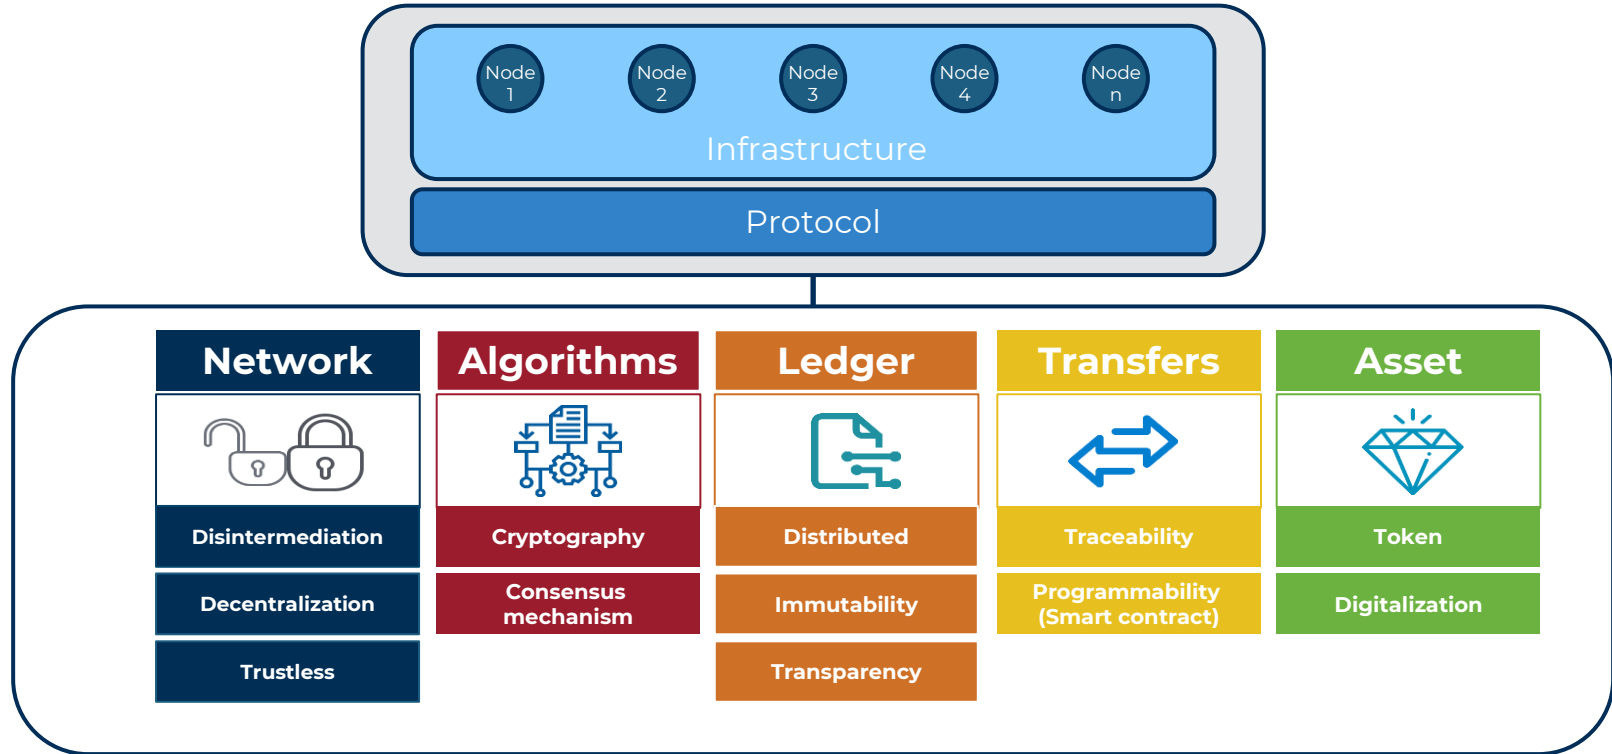 Node
1
Node
2
Node
3
Node
4
Node
n
Infrastructure
Protocol
Network
Algorithms
Ledger
Transfers
Asset
Disintermediation
Cryptography
Distributed
Traceability
Token
Decentralization
Consensus
mechanism
Immutability
Programmability
(Smart contract)
Digitalization
Trustless
Transparency